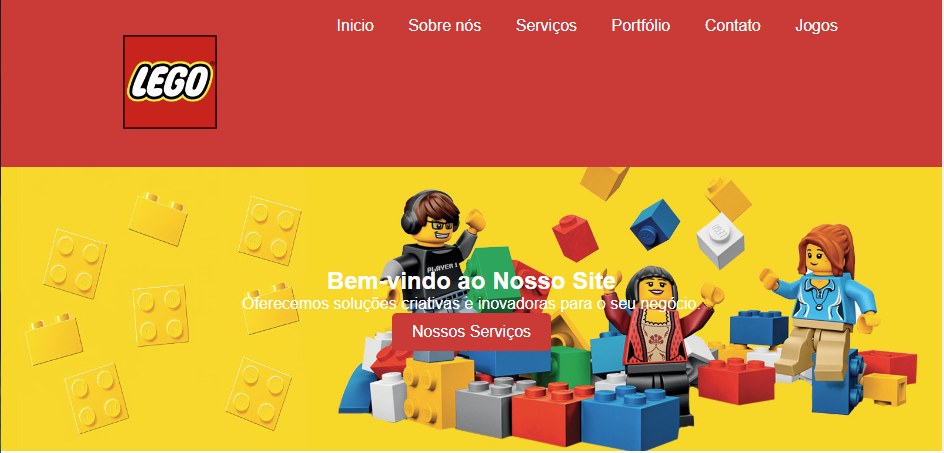 Inicio Sobre nós Serviços Portfólio Contato Jogos
LEGO
PLAYER 1
Bem-vindo ao Nosso Site
Oferecemos soluções criativas e inovadoras para o seu negócio.
Nossos Serviços